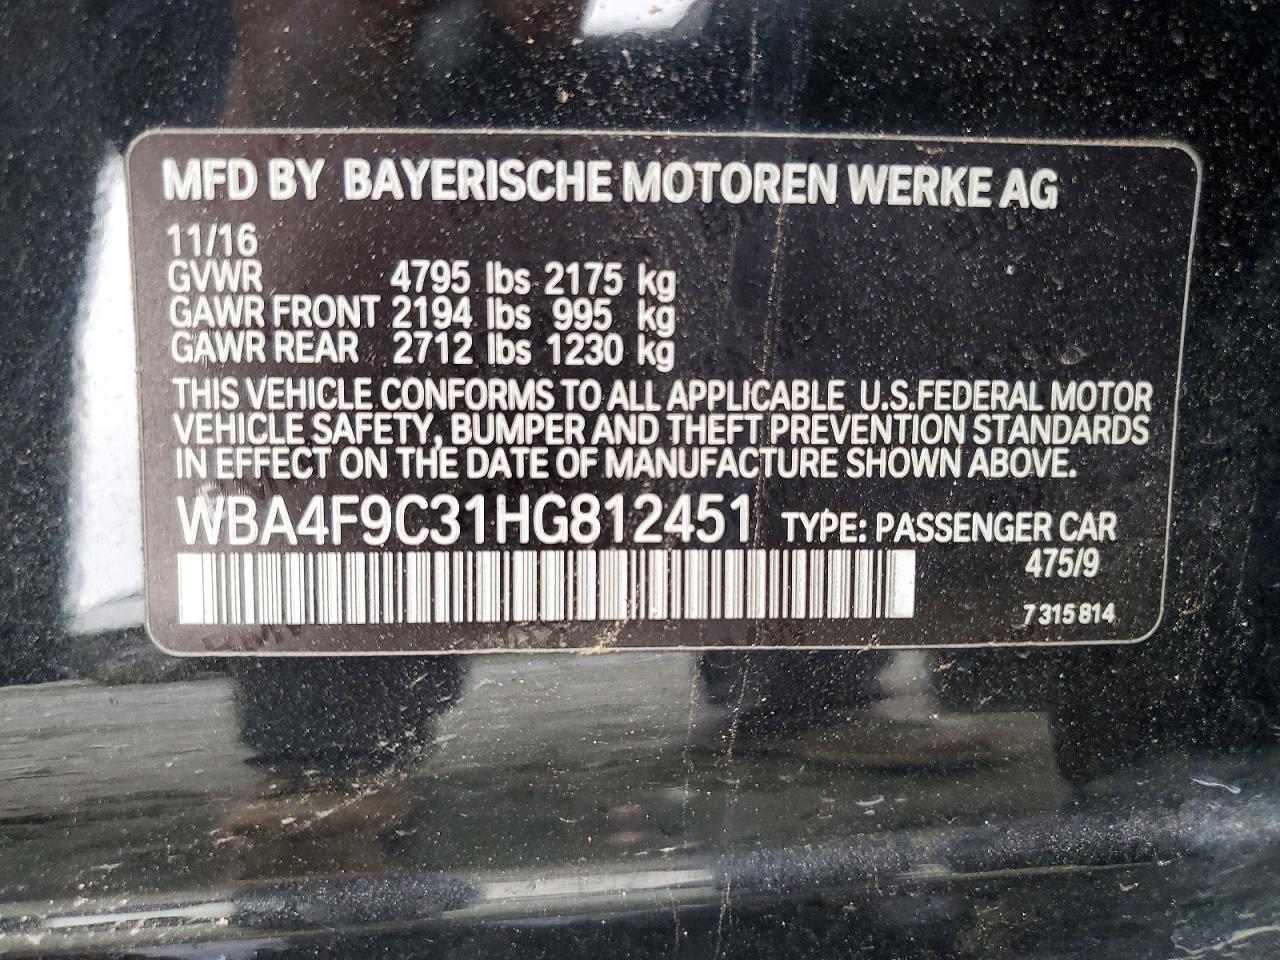 MFD BY BAYERISCHE MOTOREN WERKE AG
11/16
GVWR 4795 lbs 2175 kg
GAWR FRONT 2194 lbs 995 kg
GAWR REAR 2712 lbs 1230 kg
THIS VEHICLE CONFORMS TO ALL APPLICABLE U.S.FEDERAL MOTOR
VEHICLE SAFETY, BUMPER AND THEFT PREVENTION STANDARDS
IN EFFECT ON THE DATE OF MANUFACTURE SHOWN ABOVE.
WBA4F9C31HG812451 TYPE: PASSENGER CAR
475/9
7 315 814